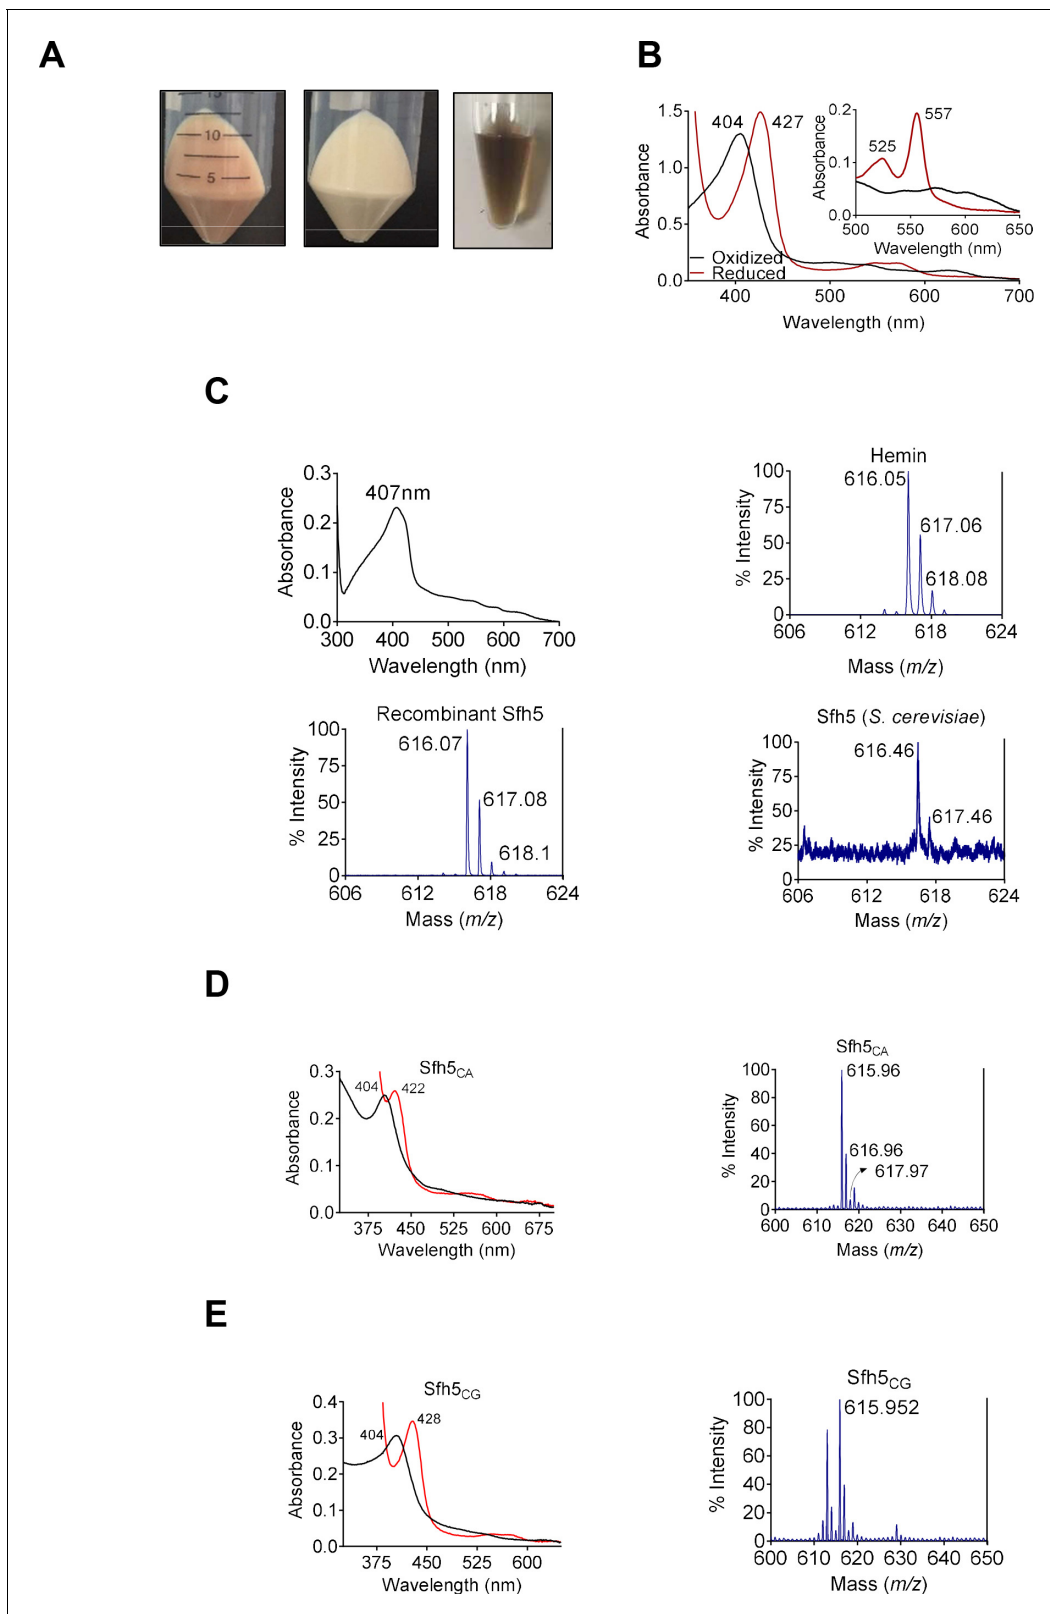 A
15
10
5
B
1.5
1.0
0.5
0.0
Absorbance
404
427
Oxidized
Reduced
400 500 600 700
Wavelength (nm)
0.2
0.1
0.0
Absorbance
525
557
500 550 600 650
Wavelength (nm)
C
0.3
0.2
0.1
0.0
Absorbance
407nm
300 400 500 600 700
Wavelength (nm)
Hemin
100
75
50
25
0
% Intensity
616.05
617.06
618.08
606 612 618 624
Mass (m/z)
Recombinant Sfh5
100
75
50
25
0
% Intensity
616.07
617.08
618.1
606 612 618 624
Mass (m/z)
Sfh5 (S. cerevisiae)
100
75
50
25
0
% Intensity
616.46
617.46
606 612 618 624
Mass (m/z)
D
Sfh5CA
0.3
0.2
0.1
0.0
Absorbance
404
422
375 450 525 600 675
Wavelength (nm)
Sfh5CA
100
80
60
40
20
0
% Intensity
615.96
616.96
617.97
600 610 620 630 640 650
Mass (m/z)
E
Sfh5CG
0.4
0.3
0.2
0.1
0.0
Absorbance
404
428
375 450 525 600
Wavelength (nm)
Sfh5CG
100
80
60
40
20
0
% Intensity
615.952
600 610 620 630 640 650
Mass (m/z)